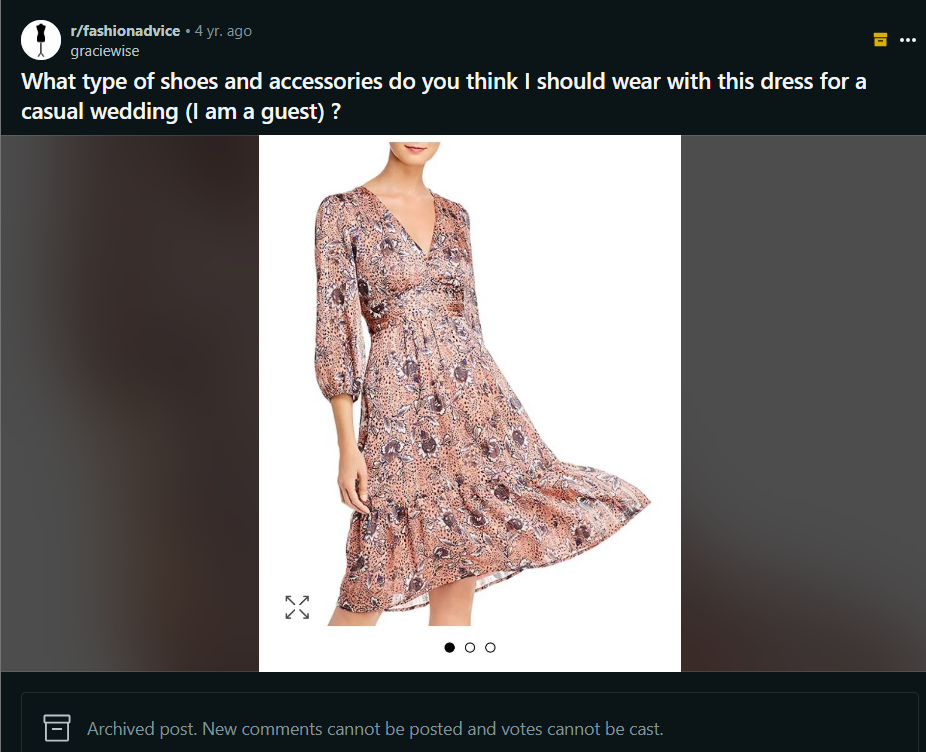 r/fashionadvice • 4 yr. ago
graciewise
What type of shoes and accessories do you think I should wear with this dress for a
casual wedding (I am a guest) ?
Archived post. New comments cannot be posted and votes cannot be cast.